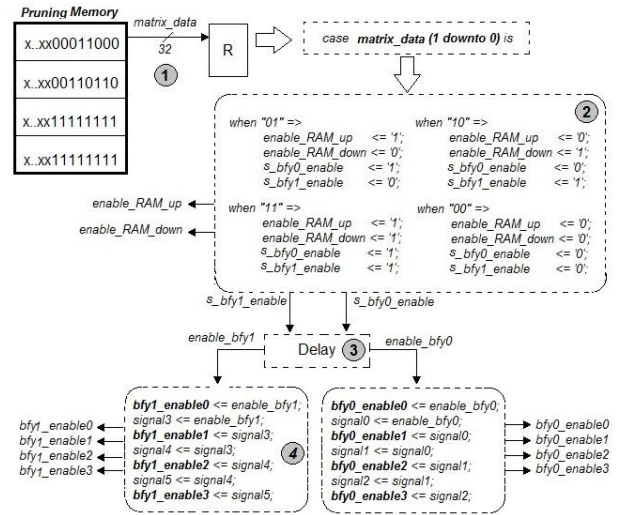 Pruning Memory
matrix_data
x..xx00011000
32
R
case matrix_data (1 downto 0) is
x..xx00110110
1
x..xx11111111
x..xx11111111
2
when "01" =>
enable_RAM_up <= '1';
enable_RAM_down <= '0';
s_bfy0_enable <= '1';
s_bfy1_enable <= '0';
when "10" =>
enable_RAM_up <= '0';
enable_RAM_down <= '1';
s_bfy0_enable <= '0';
s_bfy1_enable <= '1';
when "11" =>
enable_RAM_up <= '1';
enable_RAM_down <= '1';
s_bfy0_enable <= '1';
s_bfy1_enable <= '1';
when "00" =>
enable_RAM_up <= '0';
enable_RAM_down <= '0';
s_bfy0_enable <= '0';
s_bfy1_enable <= '0';
enable_RAM_up
enable_RAM_down
s_bfy1_enable
s_bfy0_enable
enable_bfy1
Delay
3
enable_bfy0
bfy1_enable0 <= enable_bfy1;
signal3 <= enable_bfy1;
bfy1_enable1 <= signal3;
signal4 <= signal3;
bfy1_enable2 <= signal4;
signal5 <= signal4;
bfy1_enable3 <= signal5;
4
bfy1_enable0
bfy1_enable1
bfy1_enable2
bfy1_enable3
bfy0_enable0 <= enable_bfy0;
signal0 <= enable_bfy0;
bfy0_enable1 <= signal0;
signal1 <= signal0;
bfy0_enable2 <= signal1;
signal2 <= signal1;
bfy0_enable3 <= signal2;
bfy0_enable0
bfy0_enable1
bfy0_enable2
bfy0_enable3